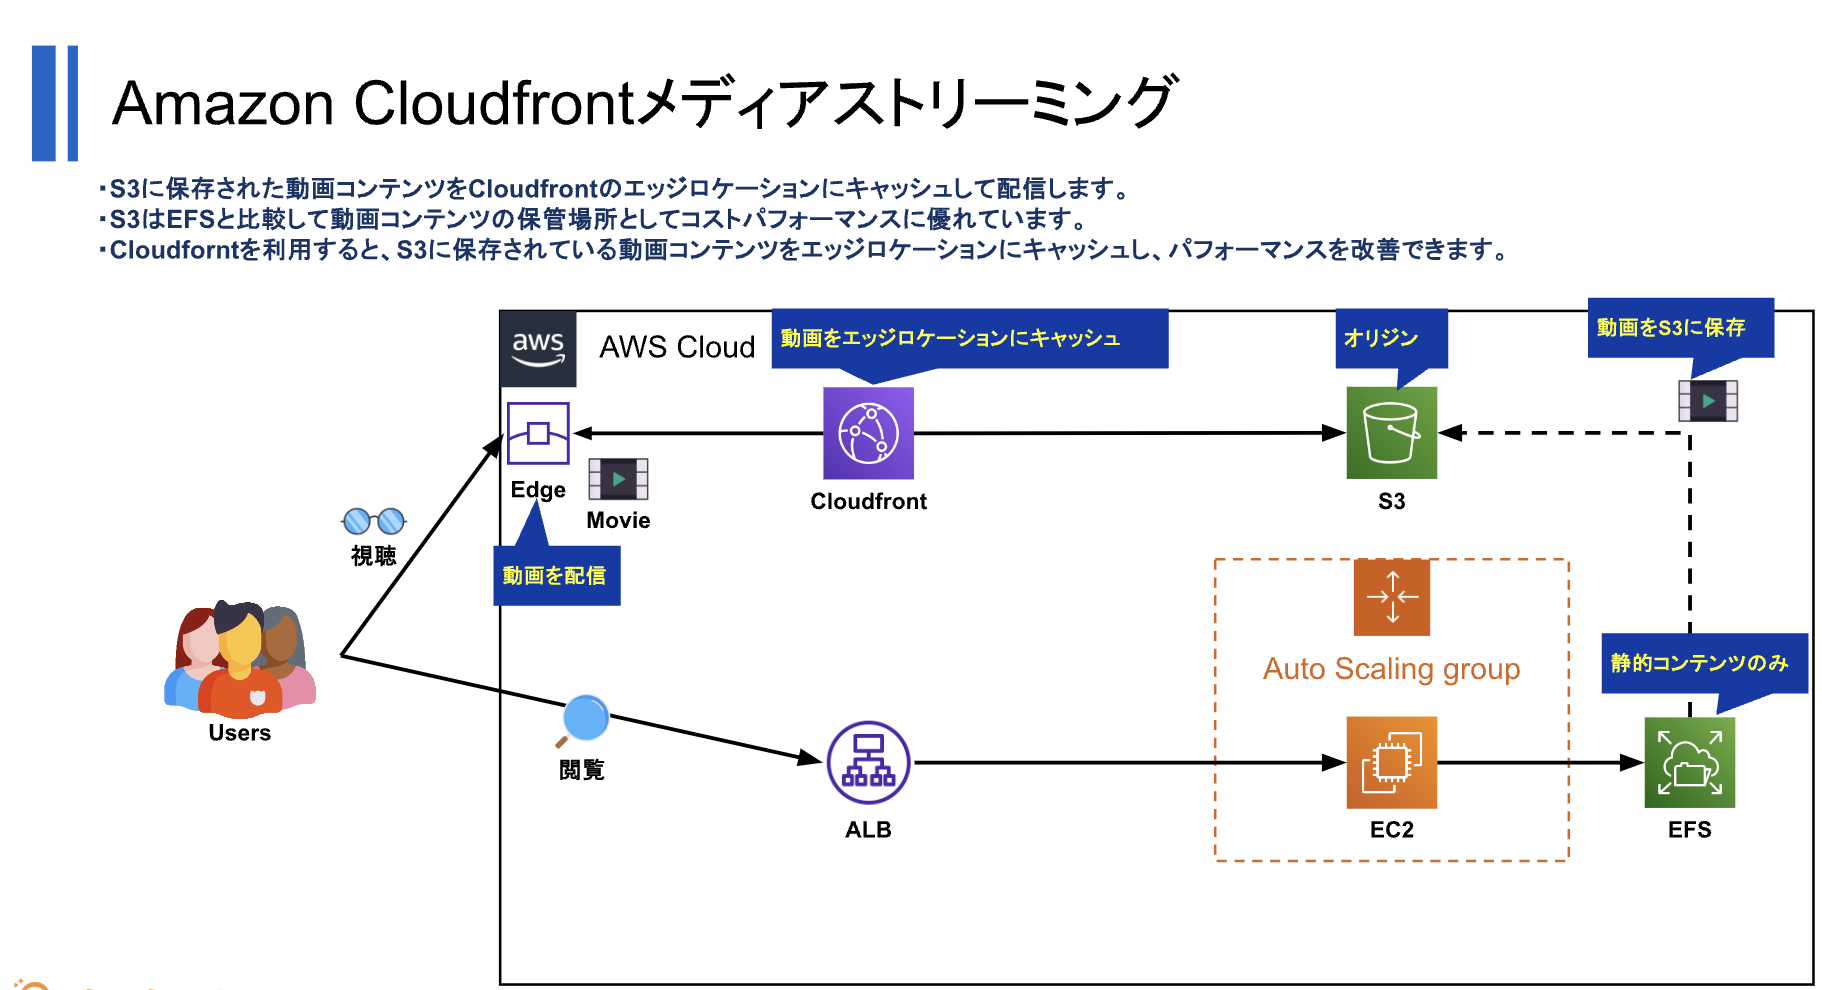 Amazon Cloudfrontメディアストリーミング
・S3に保存された動画コンテンツをCloudfrontのエッジロケーションにキャッシュして配信します。
・S3はEFSと比較して動画コンテンツの保管場所としてコストパフォーマンスに優れています。
・Cloudforntを利用すると、S3に保存されている動画コンテンツをエッジロケーションにキャッシュし、パフォーマンスを改善できます。
aws
AWS Cloud
動画をエッジロケーションにキャッシュ
オリジン
動画をS3に保存
Edge
Movie
Cloudfront
S3
視聴
動画を配信
Auto Scaling group
静的コンテンツのみ
Users
閲覧
ALB
EC2
EFS